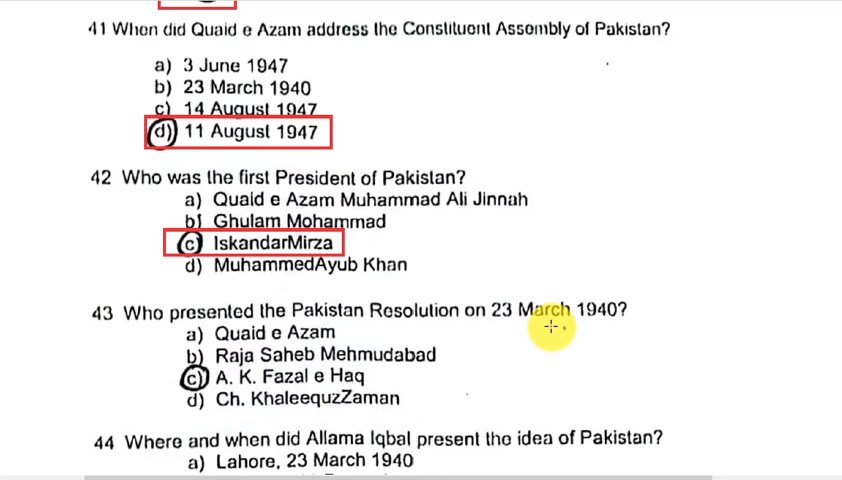 41 When did Quaid e Azam address the Constituent Assembly of Pakistan?
a) 3 June 1947
b) 23 March 1940
c) 14 August 1947
d) 11 August 1947
42 Who was the first President of Pakistan?
a) Quaid e Azam Muhammad Ali Jinnah
b) Ghulam Mohammad
c) IskandarMirza
d) MuhammedAyub Khan
43 Who presented the Pakistan Resolution on 23 March 1940?
a) Quaid e Azam
b) Raja Saheb Mehmudabad
c) A. K. Fazal e Haq
d) Ch. KhaleequzZaman
44 Where and when did Allama Iqbal present the idea of Pakistan?
a) Lahore, 23 March 1940